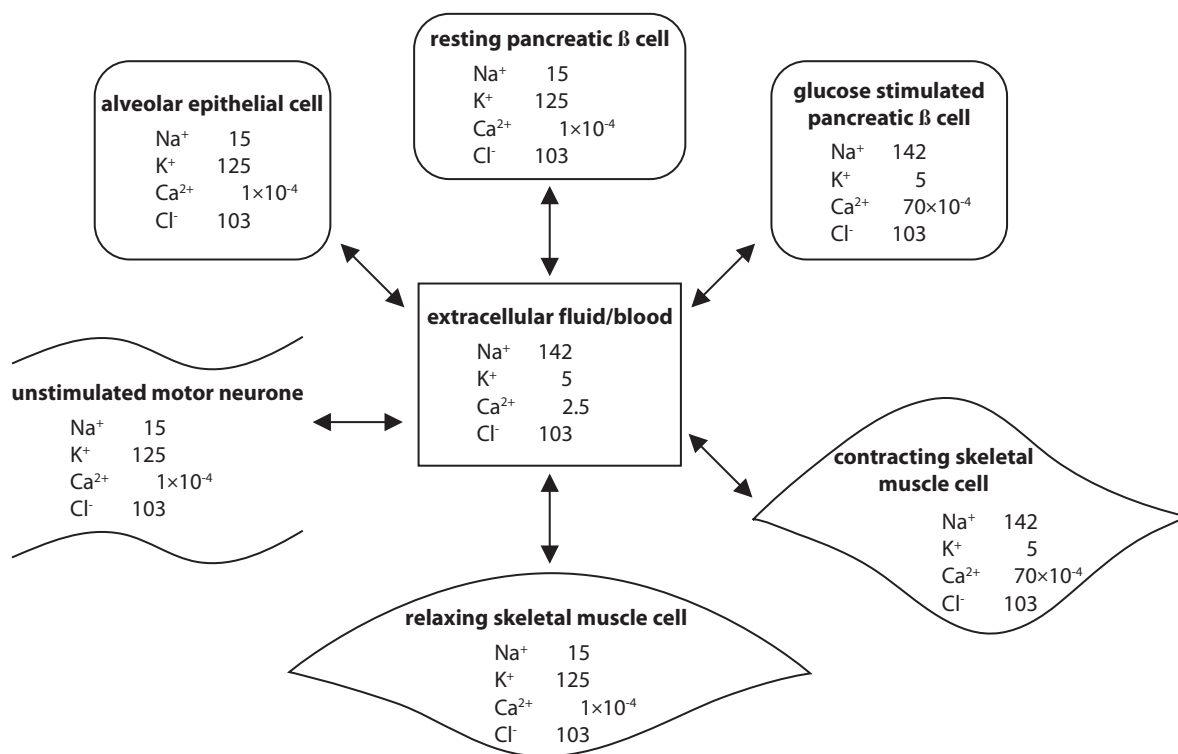 resting pancreatic ß cell
Na⁺ 15
K⁺ 125
Ca²⁺ 1×10⁻⁴
Cl⁻ 103
alveolar epithelial cell
Na⁺ 15
K⁺ 125
Ca²⁺ 1×10⁻⁴
Cl⁻ 103
glucose stimulated
pancreatic ß cell
Na⁺ 142
K⁺ 5
Ca²⁺ 70×10⁻⁴
Cl⁻ 103
extracellular fluid/blood
Na⁺ 142
K⁺ 5
Ca²⁺ 2.5
Cl⁻ 103
unstimulated motor neurone
Na⁺ 15
K⁺ 125
Ca²⁺ 1×10⁻⁴
Cl⁻ 103
contracting skeletal
muscle cell
Na⁺ 142
K⁺ 5
Ca²⁺ 70×10⁻⁴
Cl⁻ 103
relaxing skeletal muscle cell
Na⁺ 15
K⁺ 125
Ca²⁺ 1×10⁻⁴
Cl⁻ 103